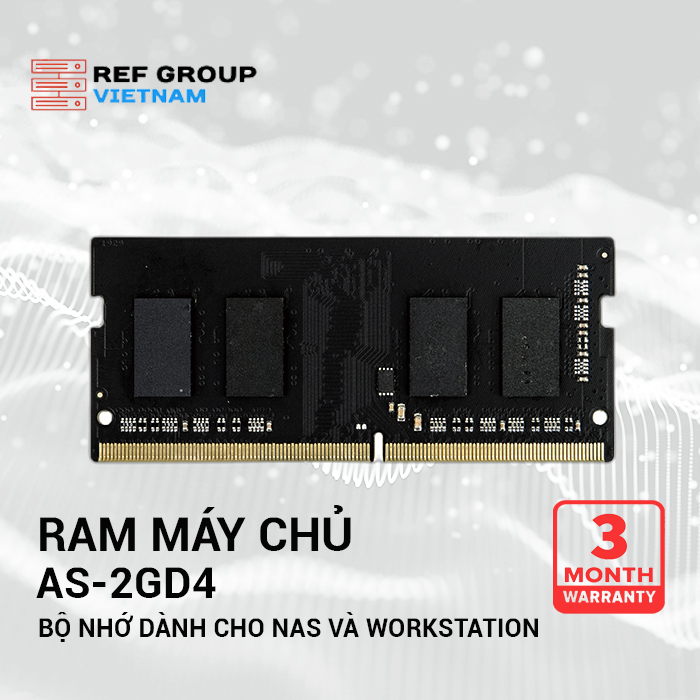 REF GROUP
VIETNAM
RAM MÁY CHỦ
AS-2GD4
BỘ NHỚ DÀNH CHO NAS VÀ WORKSTATION
3
MONTH
WARRANTY